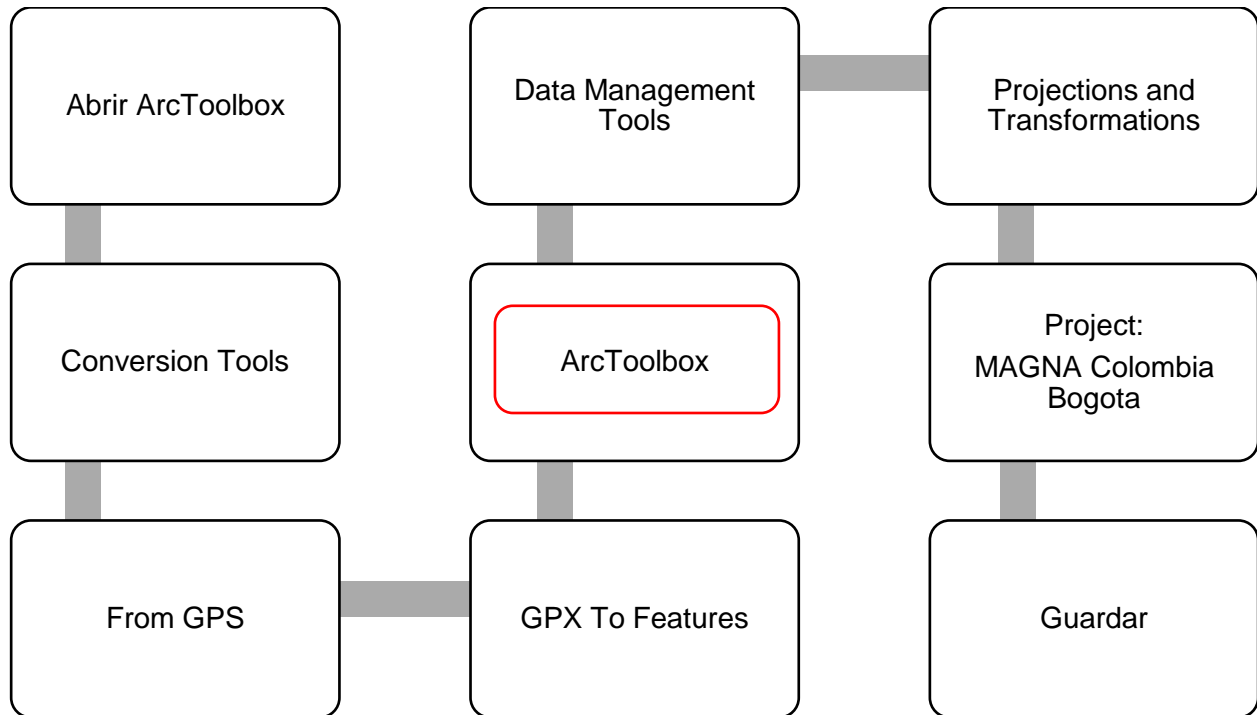 Abrir ArcToolbox
Conversion Tools
From GPS
GPX To Features
ArcToolbox
Data Management
Tools
Projections and
Transformations
Project:
MAGNA Colombia
Bogota
Guardar